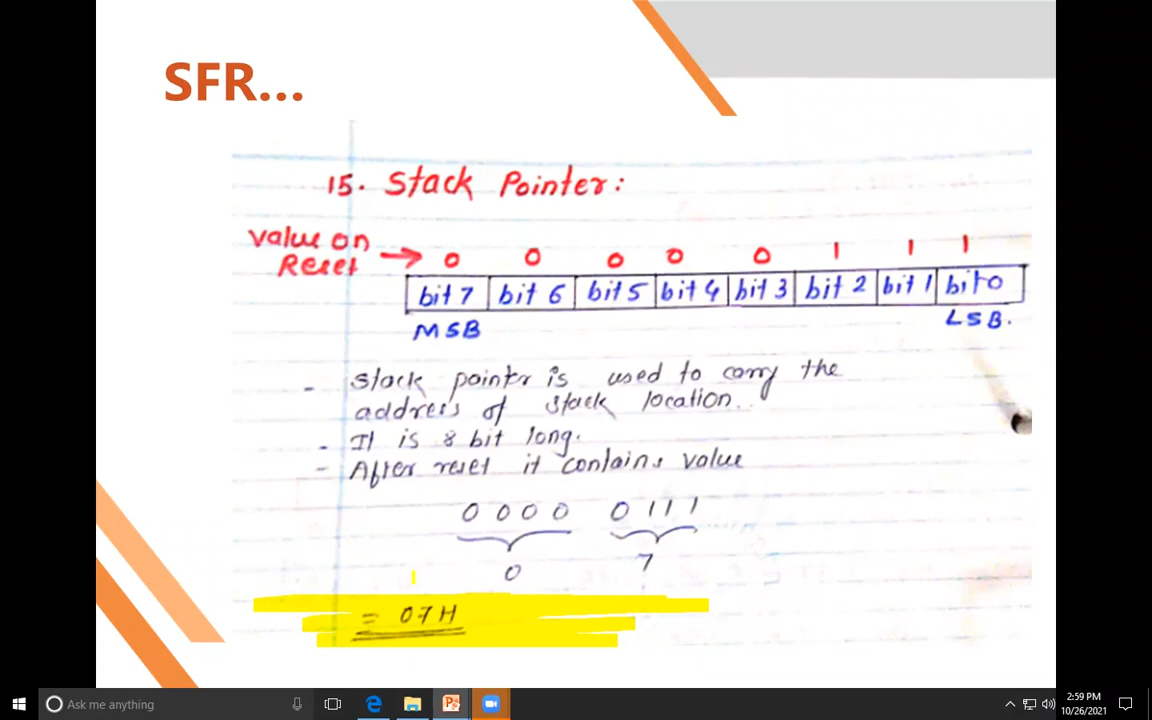 SFR...
15. Stack Pointer:
Value on
Reset → 0 0 0 0 0 1 1 1
bit 7 bit 6 bit 5 bit 4 bit 3 bit 2 bit 1 bit 0
MSB LSB.
- Stack pointer is used to carry the
address of stack location.
- It is 8 bit long.
- After reset it contains value
0 0 0 0 0 1 1 1
0 7
= 07H
Ask me anything
2:59 PM
10/26/2021